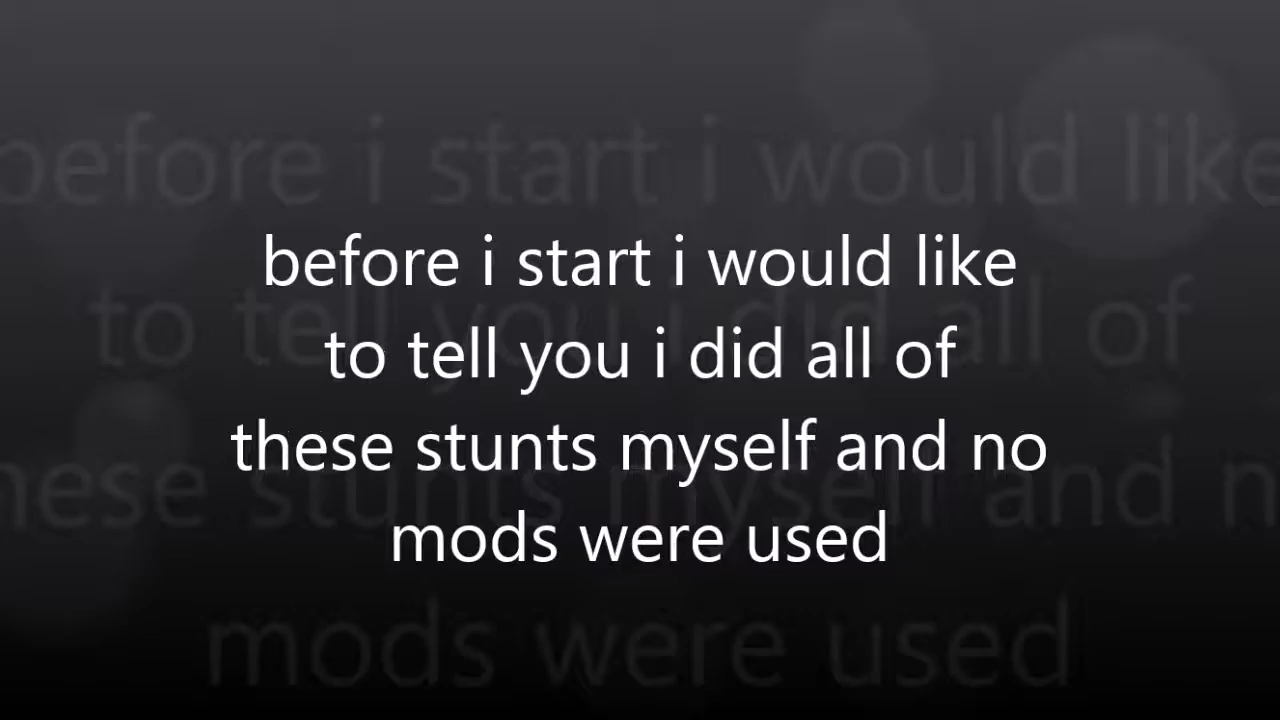 before i start i would like
to tell you i did all of
these stunts myself and no
mods were used